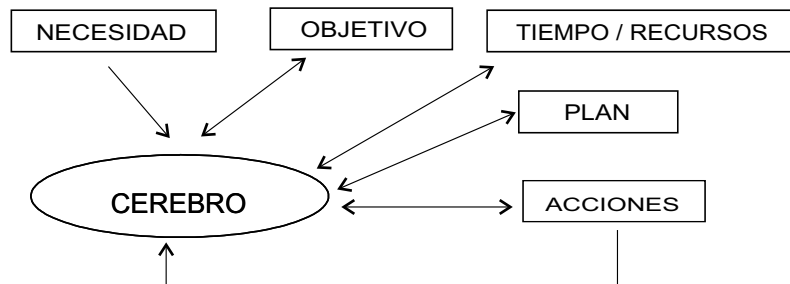 NECESIDAD
OBJETIVO
TIEMPO / RECURSOS
PLAN
CEREBRO
ACCIONES